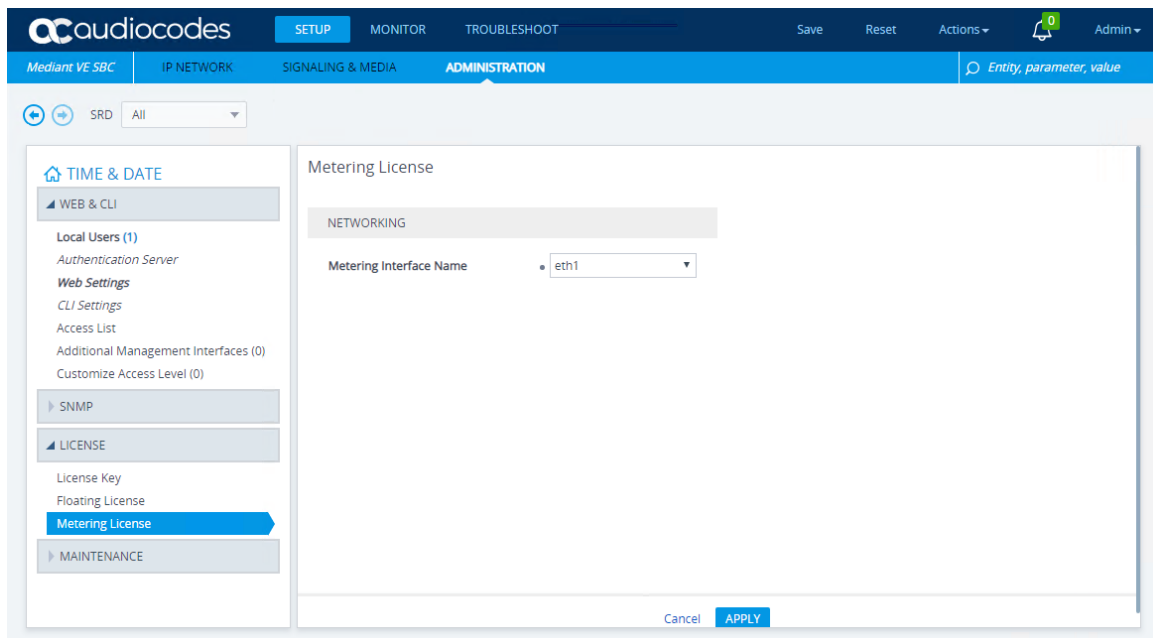 audiocodes SETUP MONITOR TROUBLESHOOT Save Reset Actions 0 Admin
Mediant VE SBC IP NETWORK SIGNALING & MEDIA ADMINISTRATION Entity, parameter, value
SRD All
TIME & DATE
WEB & CLI
Local Users (1)
Authentication Server
Web Settings
CLI Settings
Access List
Additional Management Interfaces (0)
Customize Access Level (0)
SNMP
LICENSE
License Key
Floating License
Metering License
MAINTENANCE
Metering License
NETWORKING
Metering Interface Name eth1
Cancel APPLY